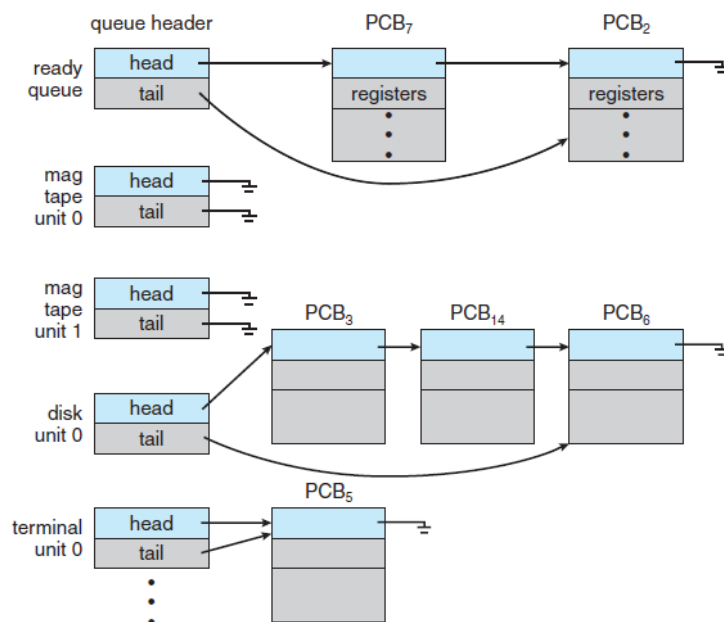 queue header PCB7 PCB2
ready
queue
head
tail
registers registers
mag
tape
unit 0
head
tail
mag
tape
unit 1
head
tail
PCB3 PCB14 PCB6
disk
unit 0
head
tail
PCB5
terminal
unit 0
head
tail